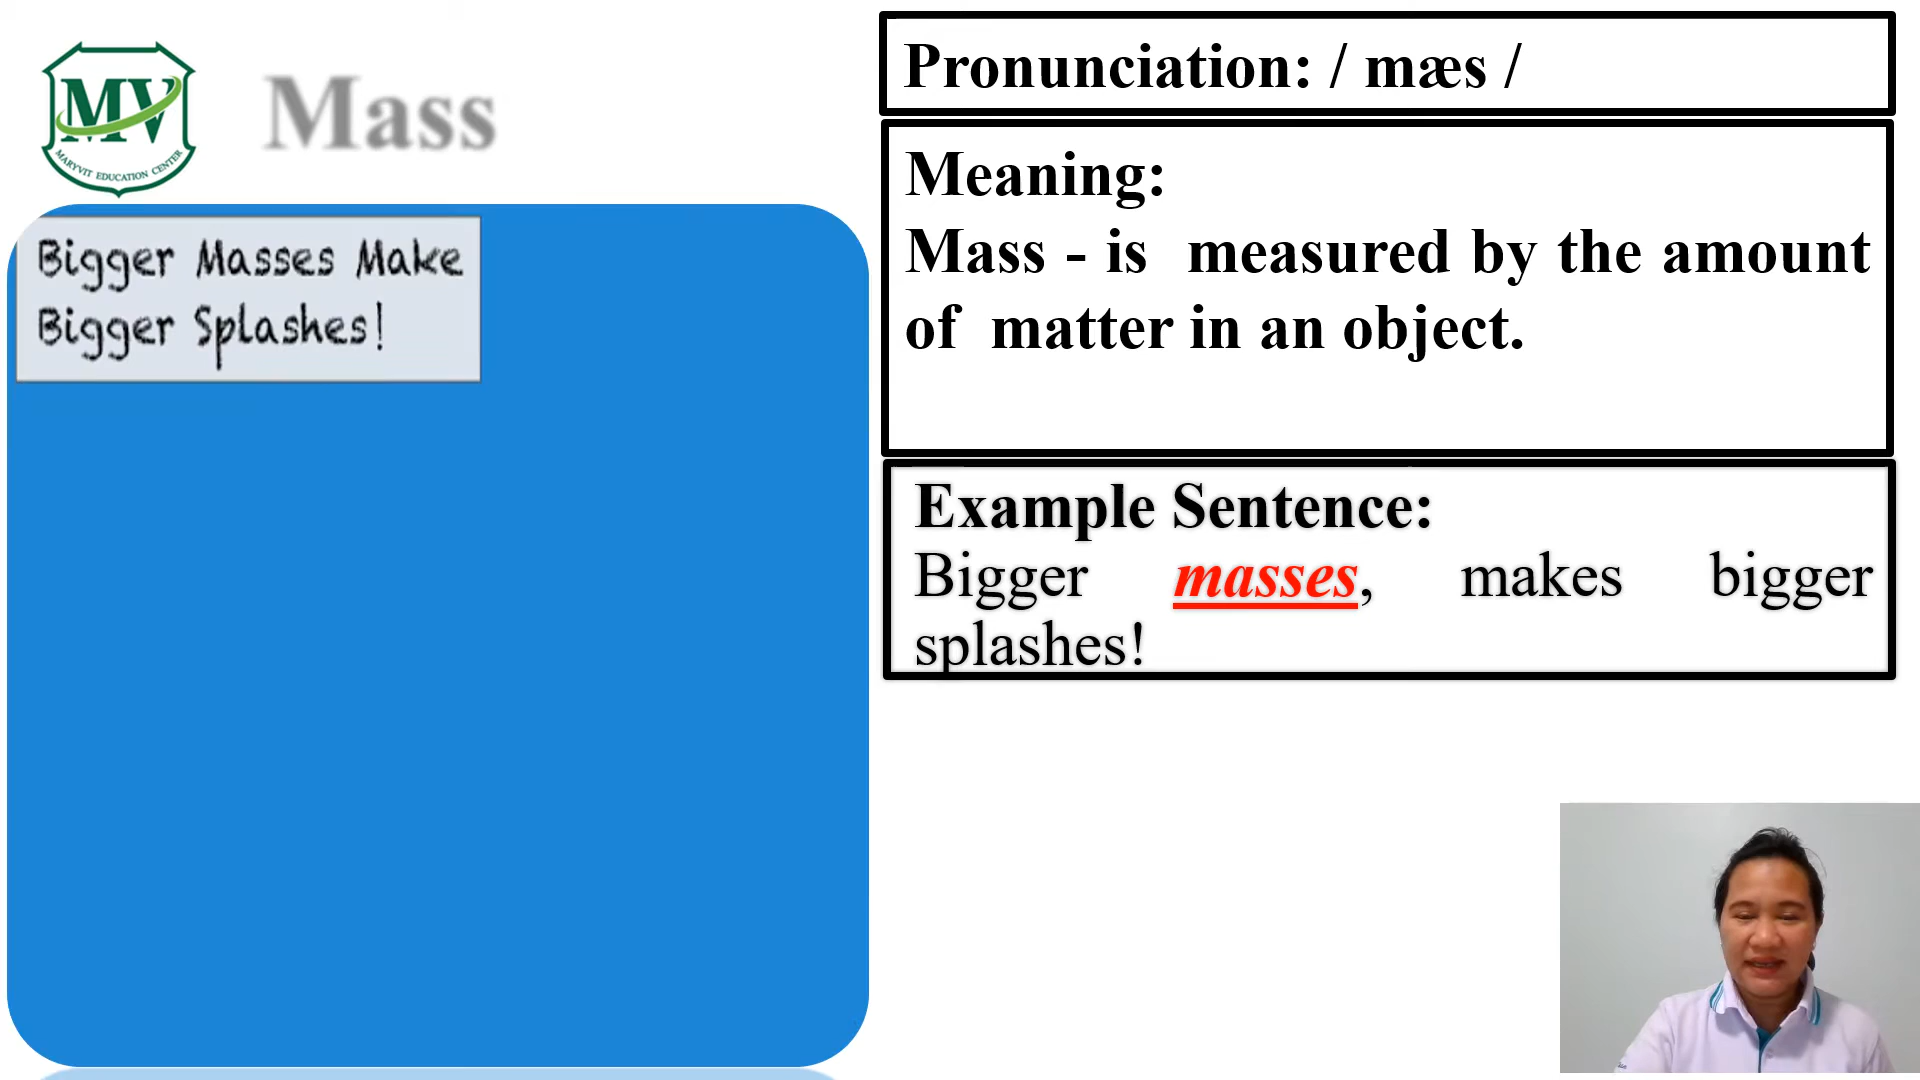 MV
MARYVIT EDUCATION CENTER
Mass
Bigger Masses Make
Bigger Splashes!
Pronunciation: / mæs /
Meaning:
Mass - is measured by the amount
of matter in an object.
Example Sentence:
Bigger masses, makes bigger
splashes!